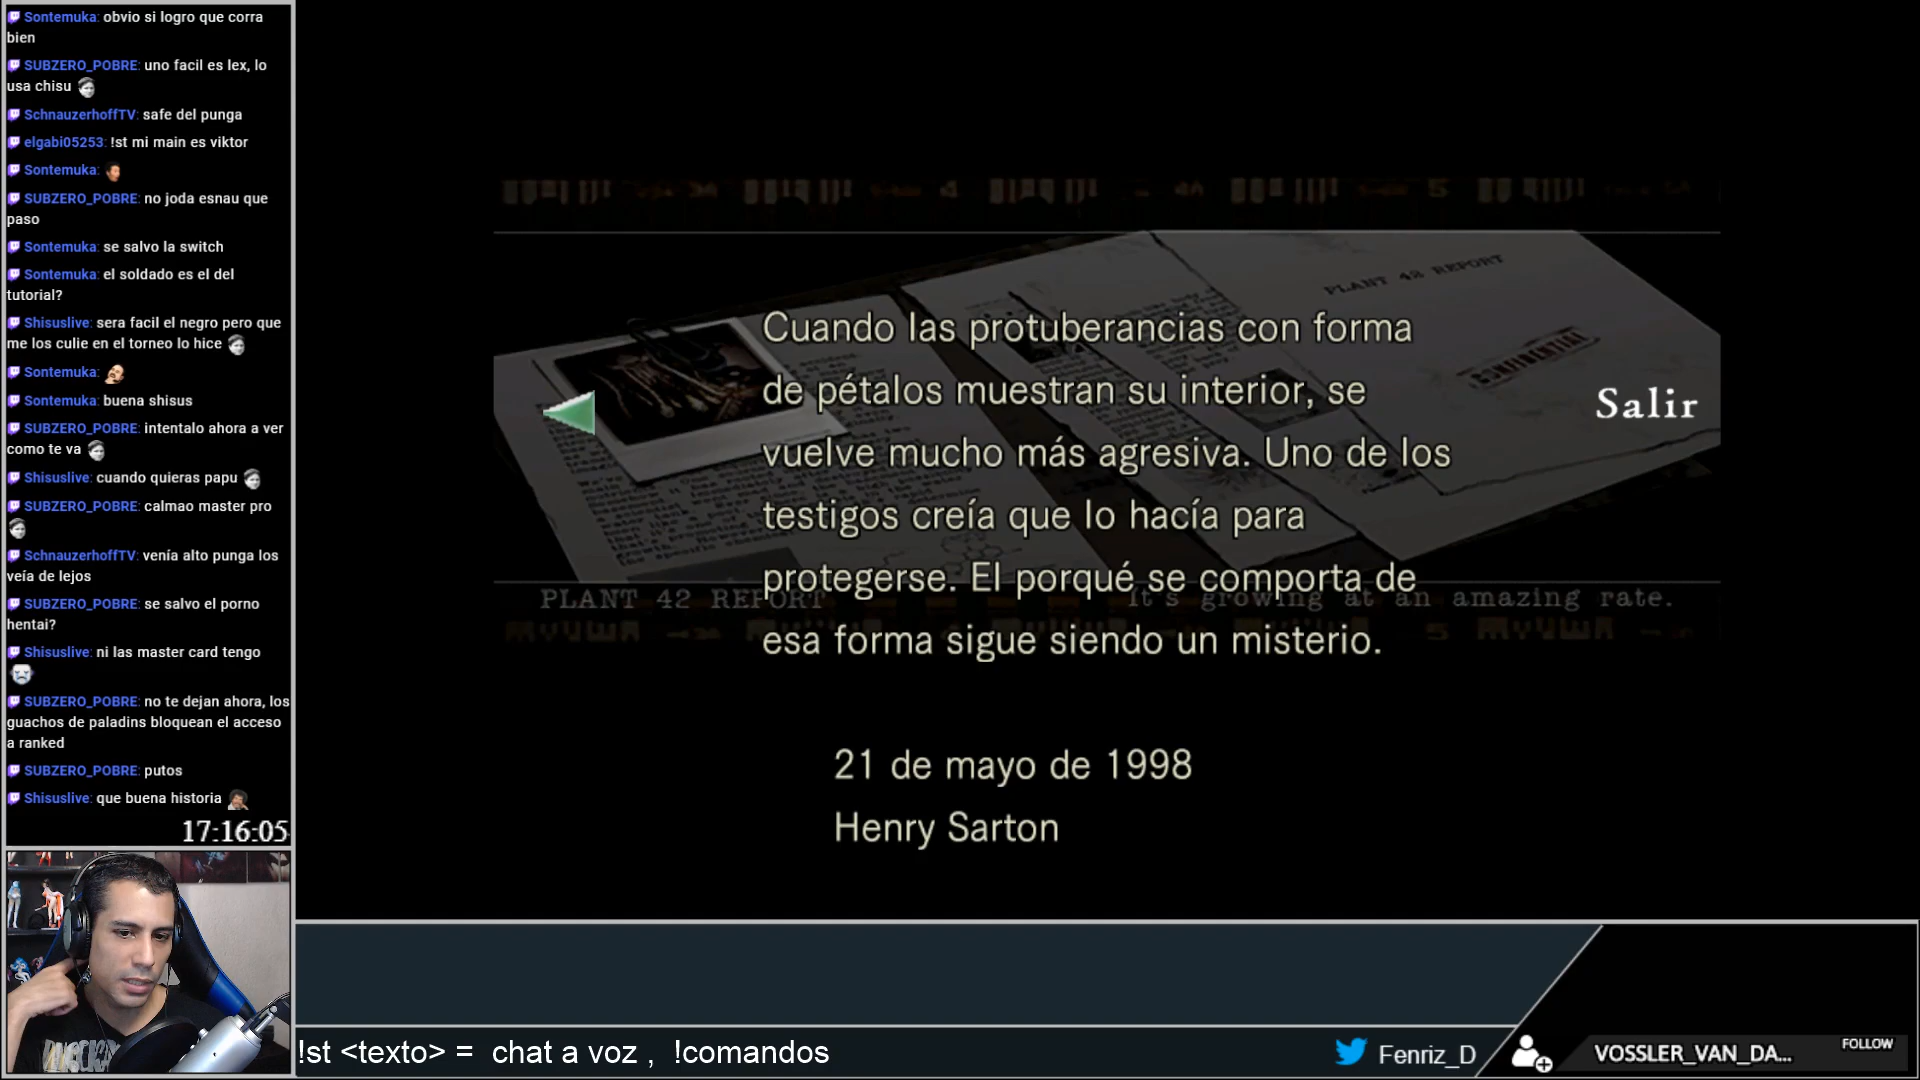 Sontemuka: obvio si logro que corra
bien
SUBZERO_POBRE: uno facil es lex, lo
usa chisu
SchnauzerhoffTV: safe del punga
elgabi05253: !st mi main es viktor
Sontemuka:
SUBZERO_POBRE: no joda esnau que
paso
Sontemuka: se salvo la switch
Sontemuka: el soldado es el del
tutorial?
Shisuslive: sera facil el negro pero que
me los culie en el torneo lo hice
Sontemuka:
Sontemuka: buena shisus
SUBZERO_POBRE: intentalo ahora a ver
como te va
Shisuslive: cuando quieras papu
SUBZERO_POBRE: calmao master pro
SchnauzerhoffTV: venía alto punga los
veía de lejos
SUBZERO_POBRE: se salvo el porno
hentai?
Shisuslive: ni las master card tengo
SUBZERO_POBRE: no te dejan ahora, los
guachos de paladins bloquean el acceso
a ranked
SUBZERO_POBRE: putos
Shisuslive: que buena historia
17:16:05
PLANT 42 REPORT
CONFIDENTIAL
Cuando las protuberancias con forma
de pétalos muestran su interior, se
vuelve mucho más agresiva. Uno de los
testigos creía que lo hacía para
protegerse. El porqué se comporta de
esa forma sigue siendo un misterio.
21 de mayo de 1998
Henry Sarton
Salir
PLANT 42 REPORT
It's growing at an amazing rate.
!st <texto> = chat a voz , !comandos
Fenriz_D
VOSSLER_VAN_DA...
FOLLOW